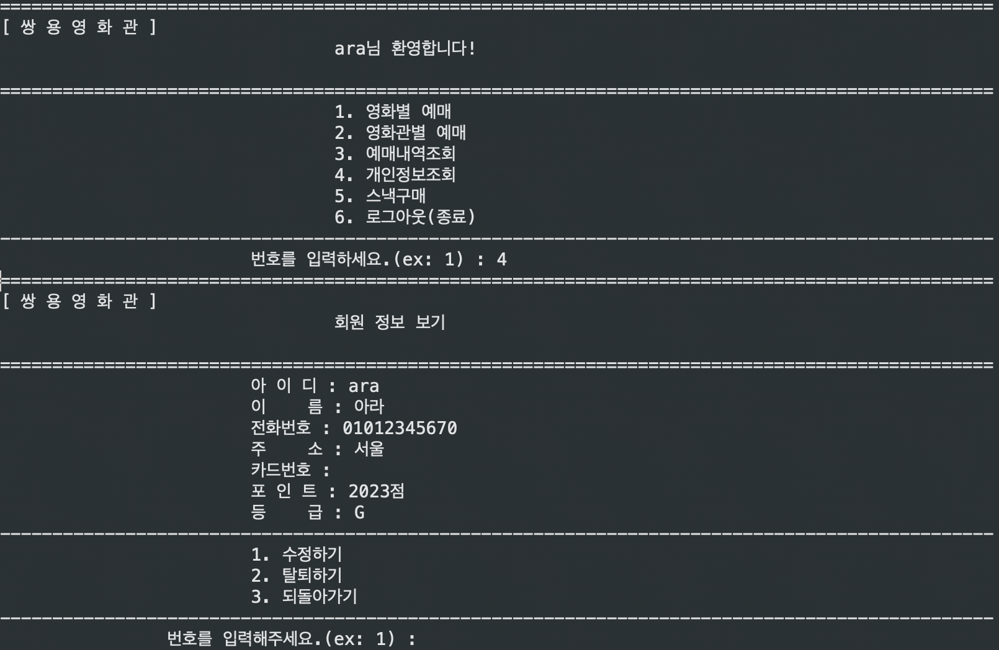 ====================================================================================================
[ 쌍 용 영 화 관 ]
ara님 환영합니다!
====================================================================================================
1. 영화별 예매
2. 영화관별 예매
3. 예매내역조회
4. 개인정보조회
5. 스낵구매
6. 로그아웃(종료)
----------------------------------------------------------------------------------------------------
번호를 입력하세요.(ex: 1) : 4
====================================================================================================
[ 쌍 용 영 화 관 ]
회원 정보 보기
====================================================================================================
아 이 디 : ara
이    름 : 아라
전화번호 : 01012345670
주    소 : 서울
카드번호 :
포 인 트 : 2023점
등    급 : G
----------------------------------------------------------------------------------------------------
1. 수정하기
2. 탈퇴하기
3. 되돌아가기
----------------------------------------------------------------------------------------------------
번호를 입력해주세요.(ex: 1) :